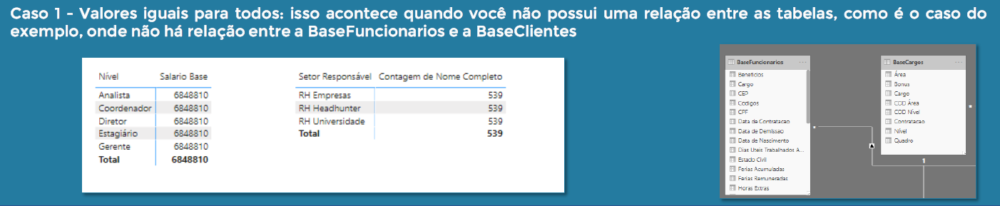 Caso 1 - Valores iguais para todos: isso acontece quando você não possui uma relação entre as tabelas, como é o caso do
exemplo, onde não há relação entre a BaseFuncionarios e a BaseClientes
Nível Salario Base
Analista 6848810
Coordenador 6848810
Diretor 6848810
Estagiário 6848810
Gerente 6848810
Total 6848810
Setor Responsável Contagem de Nome Completo
RH Empresas 539
RH Headhunter 539
RH Universidade 539
Total 539
BaseFuncionarios ...
Beneficios
Cargo
CEP
Codigos
CPF
Data de Contratacao
Data de Demissao
Data de Nascimento
Dias Uteis Trabalhados A...
Estado Civil
Ferias Acumuladas
Ferias Remuneradas
Horas Extras
BaseCargos ...
Área
Bonus
Cargo
COD Área
COD Nível
Contratacao
Nível
Quadro
*
*
1